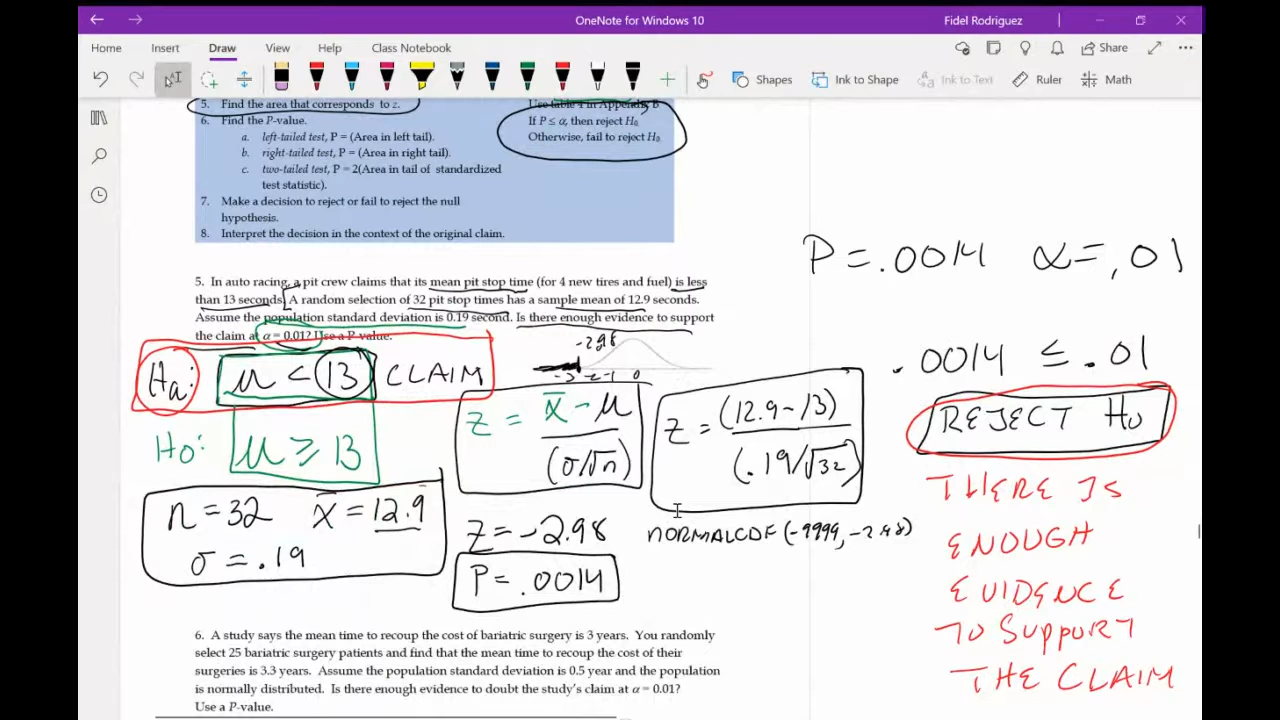 OneNote for Windows 10
Fidel Rodriguez
Home Insert Draw View Help Class Notebook Share
Shapes Ink to Shape Ink to Text Ruler Math
5. Find the area that corresponds to z. Use Table 4 in Appendix B
6. Find the P-value. If P ≤ α, then reject H₀
a. left-tailed test, P = (Area in left tail). Otherwise, fail to reject H₀
b. right-tailed test, P = (Area in right tail).
c. two-tailed test, P = 2(Area in tail of standardized
test statistic).
7. Make a decision to reject or fail to reject the null
hypothesis.
8. Interpret the decision in the context of the original claim.
5. In auto racing, a pit crew claims that its mean pit stop time (for 4 new tires and fuel) is less
than 13 seconds. A random selection of 32 pit stop times has a sample mean of 12.9 seconds.
Assume the population standard deviation is 0.19 second. Is there enough evidence to support
the claim at α = 0.01? Use a P-value.
-2.98
-3 -2 -1 0
Ha: μ < 13 CLAIM
Ho: μ ≥ 13
n = 32 x̄ = 12.9
σ = .19
z = x̄ - μ
(σ/√n)
z = -2.98
P = .0014
z = (12.9 - 13)
(.19/√32)
NORMALCDF (-9999, -2.98)
P = .0014 α = .01
.0014 ≤ .01
REJECT Ho
THERE IS
ENOUGH
EVIDENCE
TO SUPPORT
THE CLAIM
6. A study says the mean time to recoup the cost of bariatric surgery is 3 years. You randomly
select 25 bariatric surgery patients and find that the mean time to recoup the cost of their
surgeries is 3.3 years. Assume the population standard deviation is 0.5 year and the population
is normally distributed. Is there enough evidence to doubt the study's claim at α = 0.01?
Use a P-value.